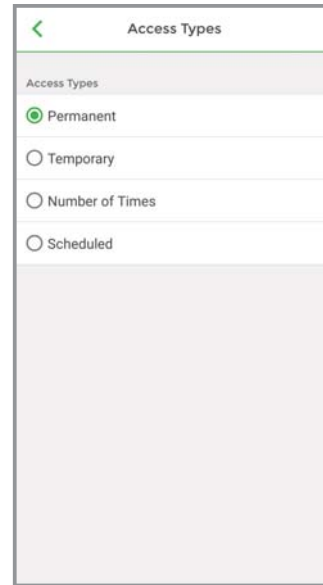 Access Types
Access Types
Permanent
Temporary
Number of Times
Scheduled